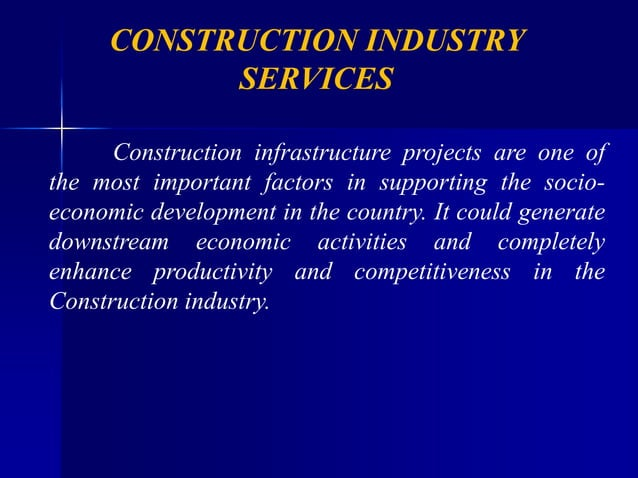 CONSTRUCTION INDUSTRY
SERVICES
Construction infrastructure projects are one of
the most important factors in supporting the socio-
economic development in the country. It could generate
downstream economic activities and completely
enhance productivity and competitiveness in the
Construction industry.